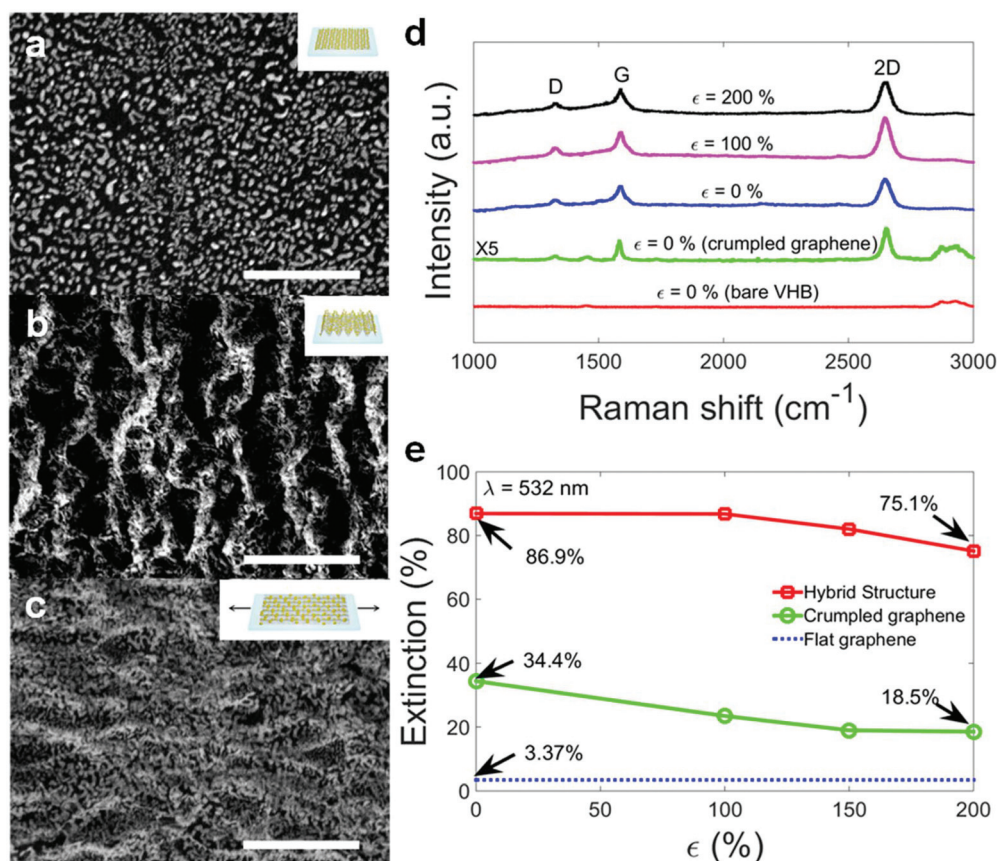 a
b
c
d
Intensity (a.u.)
D
G
2D
ϵ = 200 %
ϵ = 100 %
ϵ = 0 %
X5
ϵ = 0 % (crumpled graphene)
ϵ = 0 % (bare VHB)
1000 1500 2000 2500 3000
Raman shift (cm⁻¹)
e
Extinction (%)
100
80
60
40
20
0
λ = 532 nm
86.9%
75.1%
Hybrid Structure
Crumpled graphene
Flat graphene
34.4%
18.5%
3.37%
0 50 100 150 200
ϵ (%)